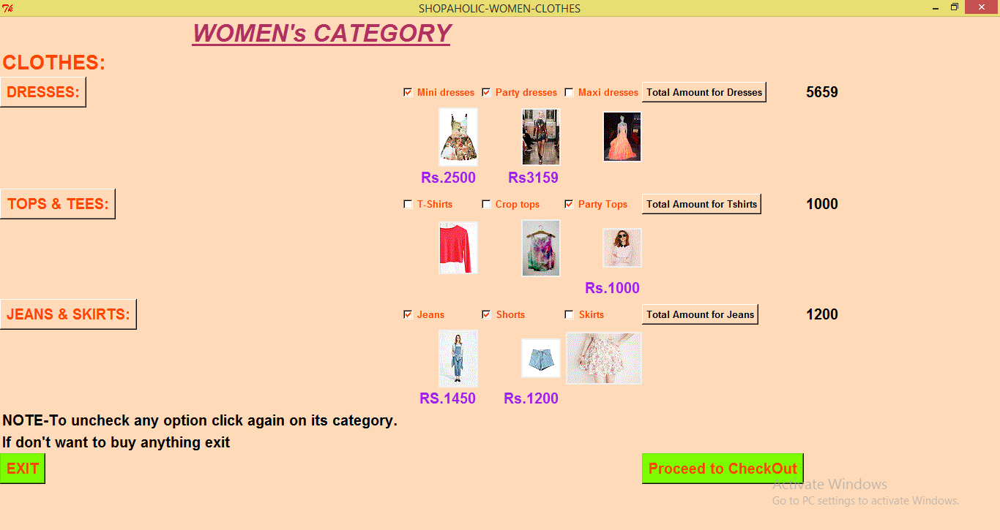 SHOPAHOLIC-WOMEN-CLOTHES
WOMEN's CATEGORY
CLOTHES:
DRESSES: Mini dresses Party dresses Maxi dresses Total Amount for Dresses 5659
Rs.2500 Rs3159
TOPS & TEES: T-Shirts Crop tops Party Tops Total Amount for Tshirts 1000
Rs.1000
JEANS & SKIRTS: Jeans Shorts Skirts Total Amount for Jeans 1200
RS.1450 Rs.1200
NOTE-To uncheck any option click again on its category.
If don't want to buy anything exit
EXIT Proceed to CheckOut
Activate Windows
Go to PC settings to activate Windows.